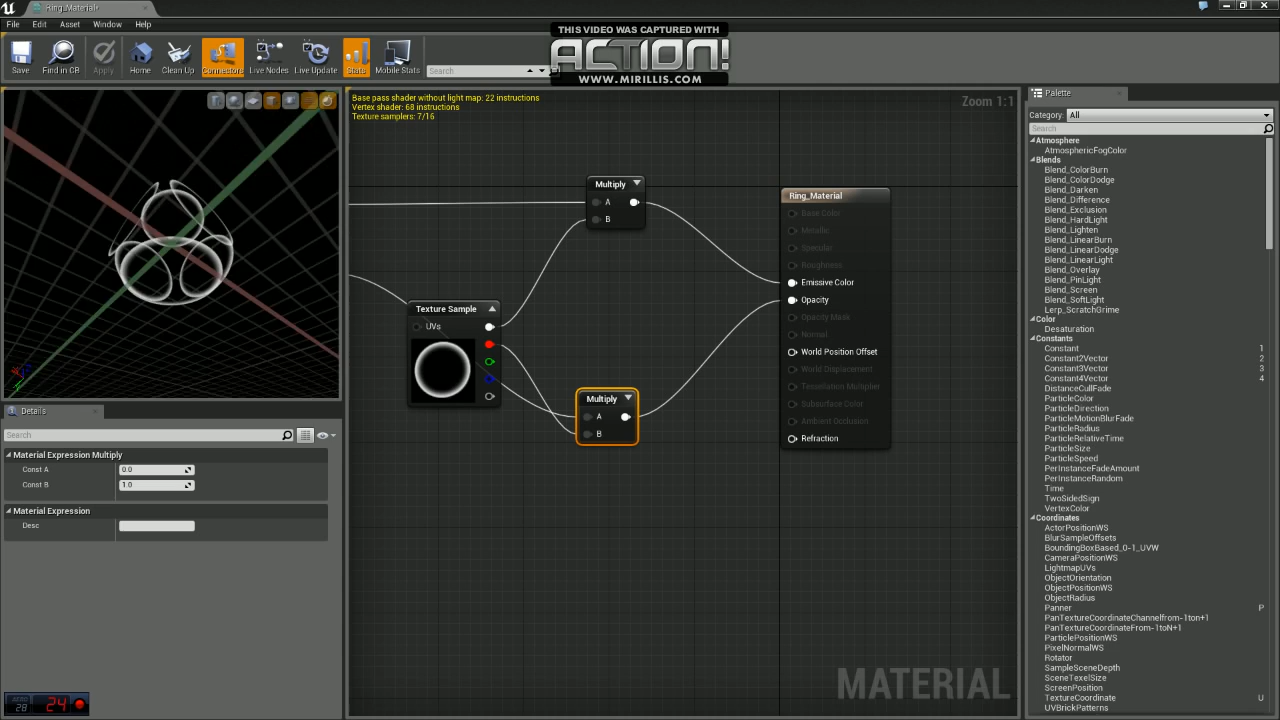 Ring_Material*
File Edit Asset Window Help
THIS VIDEO WAS CAPTURED WITH
ACTION!
WWW.MIRILLIS.COM
Save Find in CB Apply Home Clean Up Connectors Live Nodes Live Update Stats Mobile Stats Search
Base pass shader without light map: 22 instructions
Vertex shader: 68 instructions
Texture samplers: 7/16
Zoom 1:1
Multiply
A
B
Texture Sample
UVs
Multiply
A
B
Ring_Material
Base Color
Metallic
Specular
Roughness
Emissive Color
Opacity
Opacity Mask
Normal
World Position Offset
World Displacement
Tessellation Multiplier
Subsurface Color
Ambient Occlusion
Refraction
MATERIAL
Details
Search
Material Expression Multiply
Const A 0.0
Const B 1.0
Material Expression
Desc
28 24
Palette
Category: All
Search
Atmosphere
AtmosphericFogColor
Blends
Blend_ColorBurn
Blend_ColorDodge
Blend_Darken
Blend_Difference
Blend_Exclusion
Blend_HardLight
Blend_Lighten
Blend_LinearBurn
Blend_LinearDodge
Blend_LinearLight
Blend_Overlay
Blend_PinLight
Blend_Screen
Blend_SoftLight
Lerp_ScratchGrime
Color
Desaturation
Constants
Constant 1
Constant2Vector 2
Constant3Vector 3
Constant4Vector 4
DistanceCullFade
ParticleColor
ParticleDirection
ParticleMotionBlurFade
ParticleRadius
ParticleRelativeTime
ParticleSize
ParticleSpeed
PerInstanceFadeAmount
PerInstanceRandom
Time
TwoSidedSign
VertexColor
Coordinates
ActorPositionWS
BlurSampleOffsets
BoundingBoxBased_0-1_UVW
CameraPositionWS
LightmapUVs
ObjectOrientation
ObjectPositionWS
ObjectRadius
Panner P
PanTextureCoordinateChannelfrom-1ton+1
PanTextureCoordinateFrom-1toN+1
ParticlePositionWS
PixelNormalWS
Rotator
SampleSceneDepth
SceneTexelSize
ScreenPosition
TextureCoordinate U
UVBrickPatterns